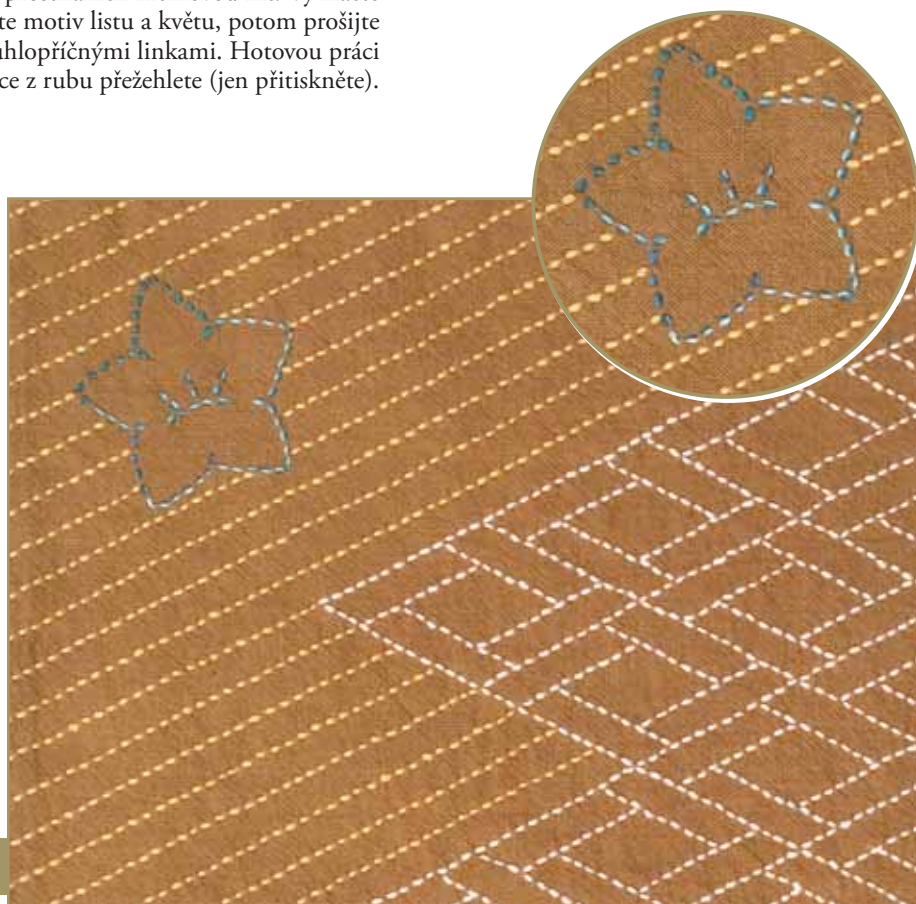 te motiv listu a květu, potom prošijte
uhlopříčnými linkami. Hotovou práci
ce z rubu přežehlete (jen přitiskněte).